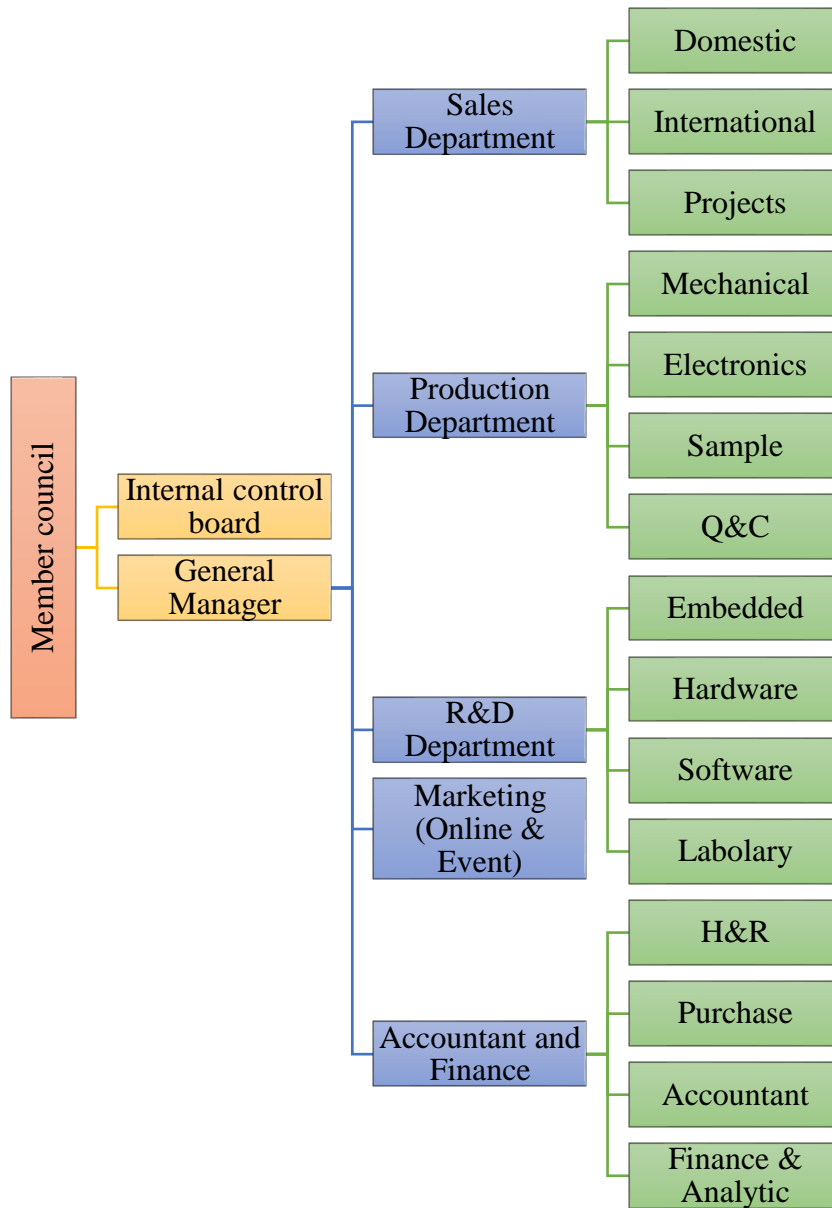 Member council
Internal control
board
General
Manager
Sales
Department
Domestic
International
Projects
Production
Department
Mechanical
Electronics
Sample
Q&C
R&D
Department
Embedded
Hardware
Software
Labolary
Marketing
(Online &
Event)
Accountant and
Finance
H&R
Purchase
Accountant
Finance &
Analytic